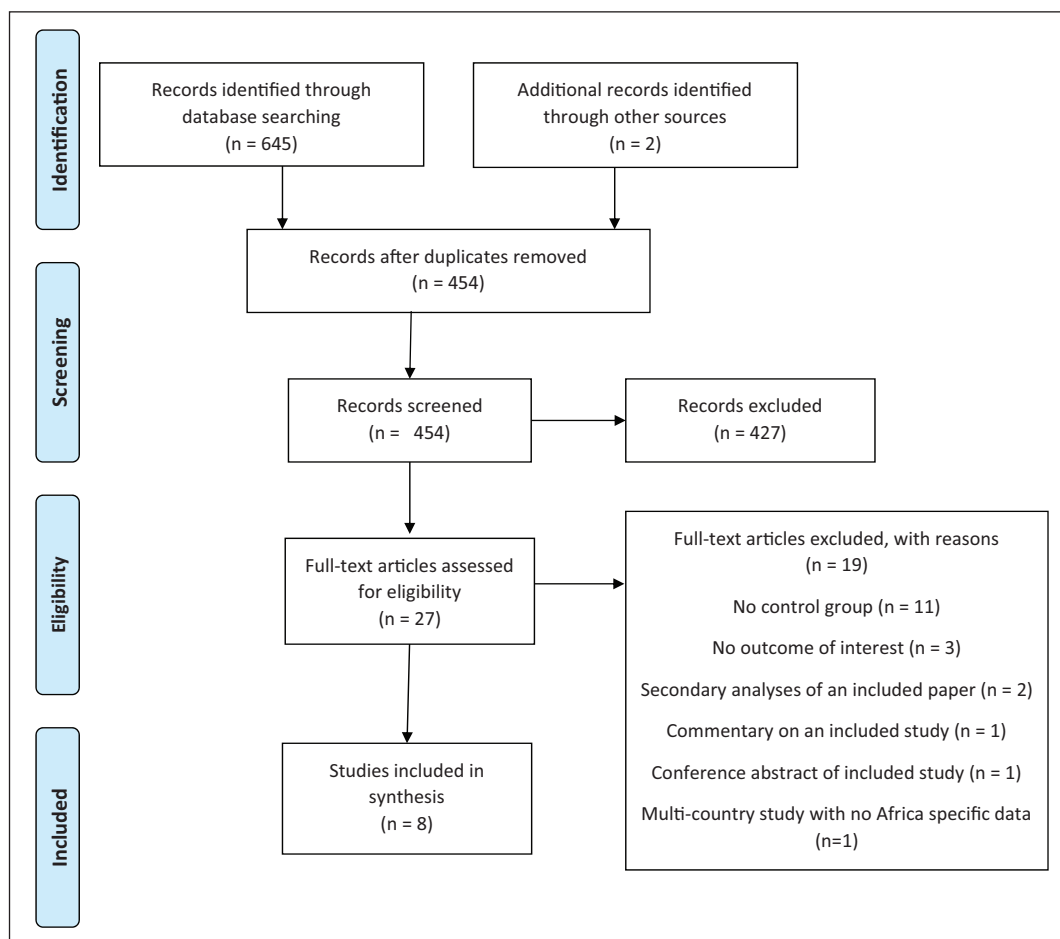 Identification
Records identified through
database searching
(n = 645)
Additional records identified
through other sources
(n = 2)
Records after duplicates removed
(n = 454)
Screening
Records screened
(n = 454)
Records excluded
(n = 427)
Eligibility
Full-text articles assessed
for eligibility
(n = 27)
Full-text articles excluded, with reasons
(n = 19)
No control group (n = 11)
No outcome of interest (n = 3)
Secondary analyses of an included paper (n = 2)
Commentary on an included study (n = 1)
Conference abstract of included study (n = 1)
Multi-country study with no Africa specific data
(n=1)
Included
Studies included in
synthesis
(n = 8)